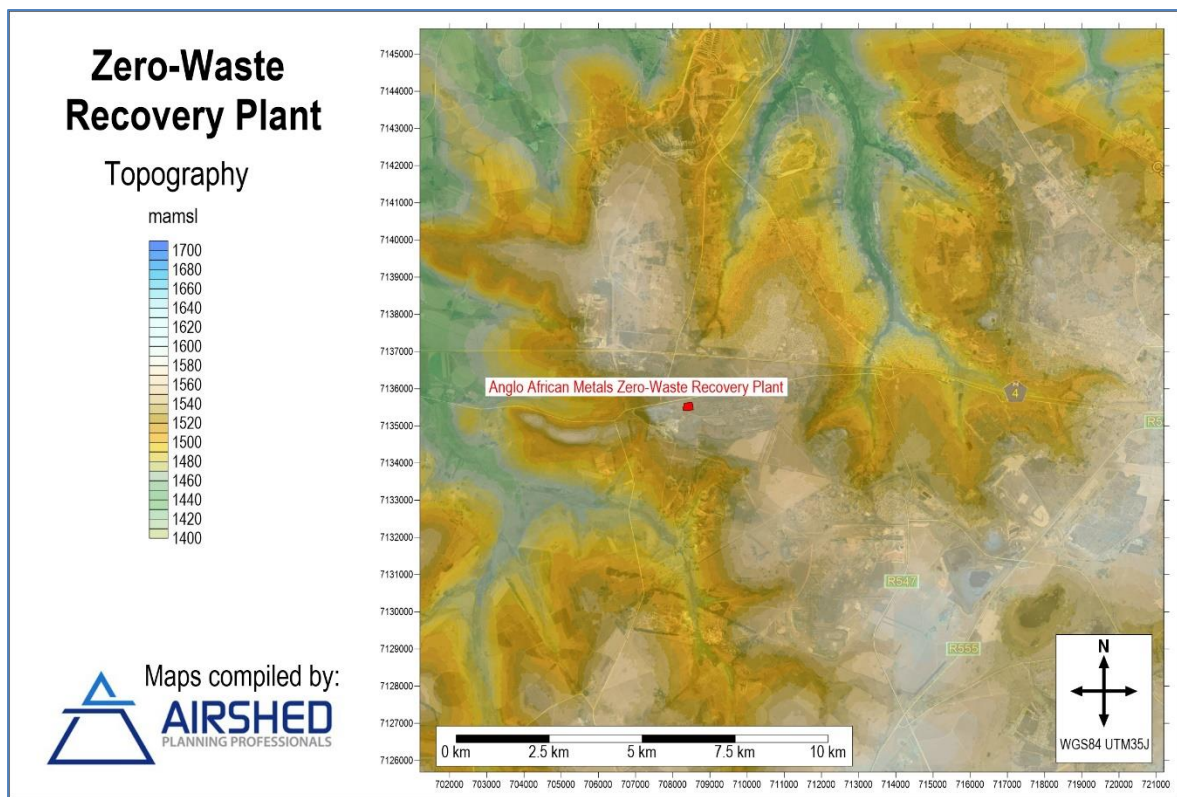 Zero-Waste
Recovery Plant
Topography
mamsl
1700
1680
1660
1640
1620
1600
1580
1560
1540
1520
1500
1480
1460
1440
1420
1400
Maps compiled by:
AIRSHED
PLANNING PROFESSIONALS
7145000
7144000
7143000
7142000
7141000
7140000
7139000
7138000
7137000
7136000
7135000
7134000
7133000
7132000
7131000
7130000
7129000
7128000
7127000
7126000
Anglo African Metals Zero-Waste Recovery Plant
4
R5
R547
R555
N
WGS84 UTM35J
0 km 2.5 km 5 km 7.5 km 10 km
702000 703000 704000 705000 706000 707000 708000 709000 710000 711000 712000 713000 714000 715000 716000 717000 718000 719000 720000 721000